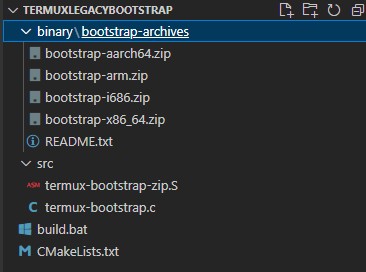 TERMUXLEGACYBOOTSTRAP
binary\bootstrap-archives
bootstrap-aarch64.zip
bootstrap-arm.zip
bootstrap-i686.zip
bootstrap-x86_64.zip
README.txt
src
ASM termux-bootstrap-zip.S
C termux-bootstrap.c
build.bat
M CMakeLists.txt